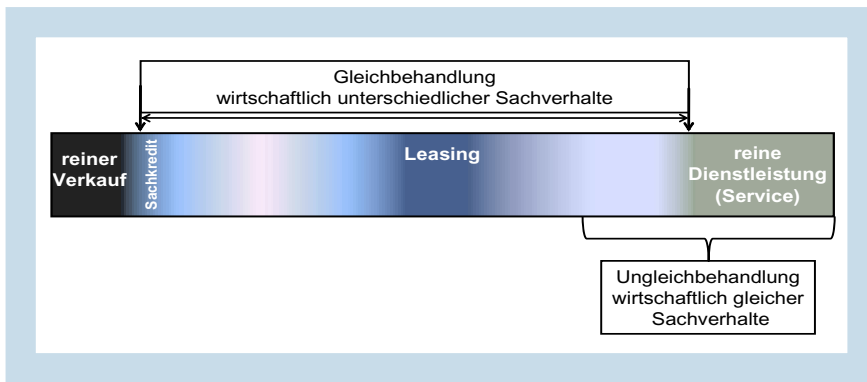 Gleichbehandlung
wirtschaftlich unterschiedlicher Sachverhalte
reiner
Verkauf
Sachkredit
Leasing
reine
Dienstleistung
(Service)
Ungleichbehandlung
wirtschaftlich gleicher
Sachverhalte